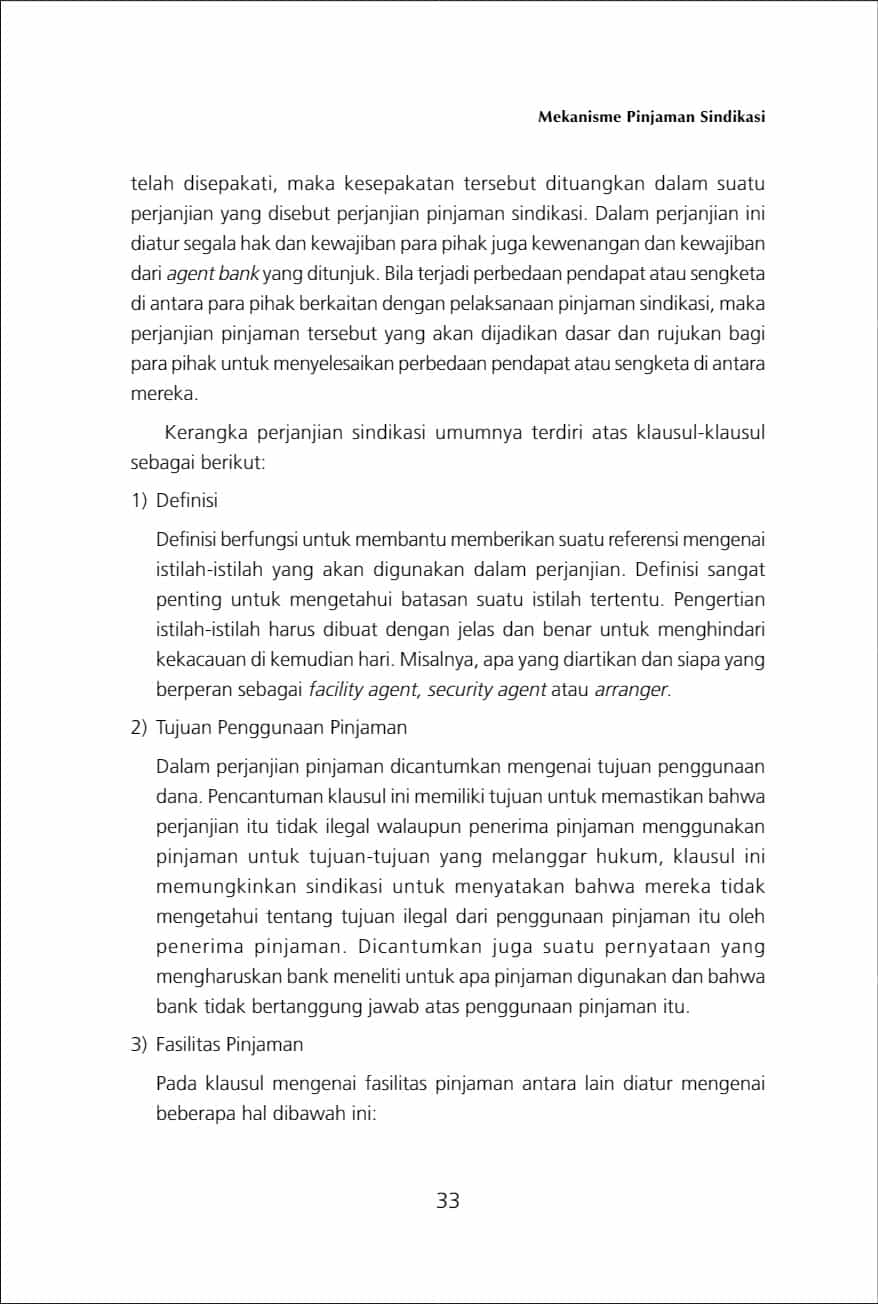 Mekanisme Pinjaman Sindikasi
telah disepakati, maka kesepakatan tersebut dituangkan dalam suatu
perjanjian yang disebut perjanjian pinjaman sindikasi. Dalam perjanjian ini
diatur segala hak dan kewajiban para pihak juga kewenangan dan kewajiban
dari agent bank yang ditunjuk. Bila terjadi perbedaan pendapat atau sengketa
di antara para pihak berkaitan dengan pelaksanaan pinjaman sindikasi, maka
perjanjian pinjaman tersebut yang akan dijadikan dasar dan rujukan bagi
para pihak untuk menyelesaikan perbedaan pendapat atau sengketa di antara
mereka.
Kerangka perjanjian sindikasi umumnya terdiri atas klausul-klausul
sebagai berikut:
1) Definisi
Definisi berfungsi untuk membantu memberikan suatu referensi mengenai
istilah-istilah yang akan digunakan dalam perjanjian. Definisi sangat
penting untuk mengetahui batasan suatu istilah tertentu. Pengertian
istilah-istilah harus dibuat dengan jelas dan benar untuk menghindari
kekacauan di kemudian hari. Misalnya, apa yang diartikan dan siapa yang
berperan sebagai facility agent, security agent atau arranger.
2) Tujuan Penggunaan Pinjaman
Dalam perjanjian pinjaman dicantumkan mengenai tujuan penggunaan
dana. Pencantuman klausul ini memiliki tujuan untuk memastikan bahwa
perjanjian itu tidak ilegal walaupun penerima pinjaman menggunakan
pinjaman untuk tujuan-tujuan yang melanggar hukum, klausul ini
memungkinkan sindikasi untuk menyatakan bahwa mereka tidak
mengetahui tentang tujuan ilegal dari penggunaan pinjaman itu oleh
penerima pinjaman. Dicantumkan juga suatu pernyataan yang
mengharuskan bank meneliti untuk apa pinjaman digunakan dan bahwa
bank tidak bertanggung jawab atas penggunaan pinjaman itu.
3) Fasilitas Pinjaman
Pada klausul mengenai fasilitas pinjaman antara lain diatur mengenai
beberapa hal dibawah ini:
33